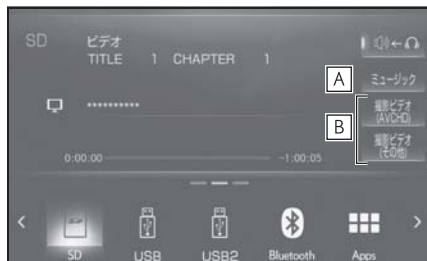 SD ビデオ
TITLE 1 CHAPTER 1
A ミュージック
**********
B 撮影ビデオ
(AVCHD)
撮影ビデオ
(その他)
0:00:00 -1:00:05
SD USB USB2 Bluetooth Apps